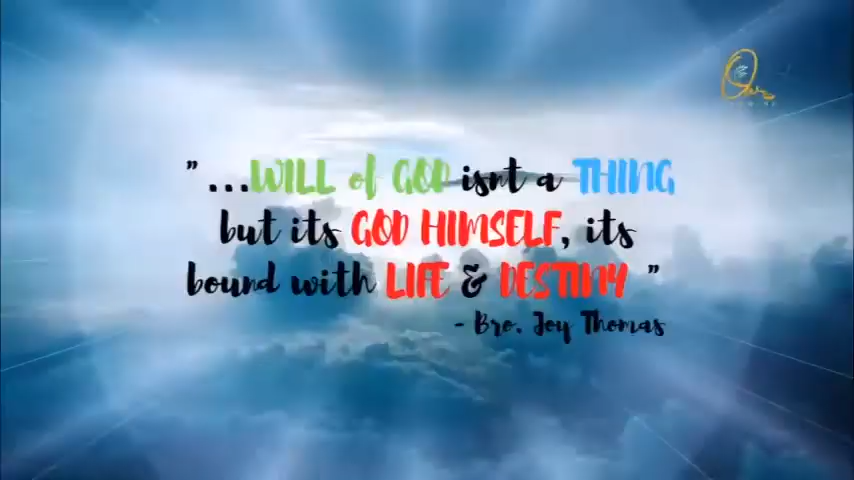 "...WILL of GOD isnt a THING
but its GOD HIMSELF, its
bound with LIFE & DESTINY "
- Bro. Joy Thomas